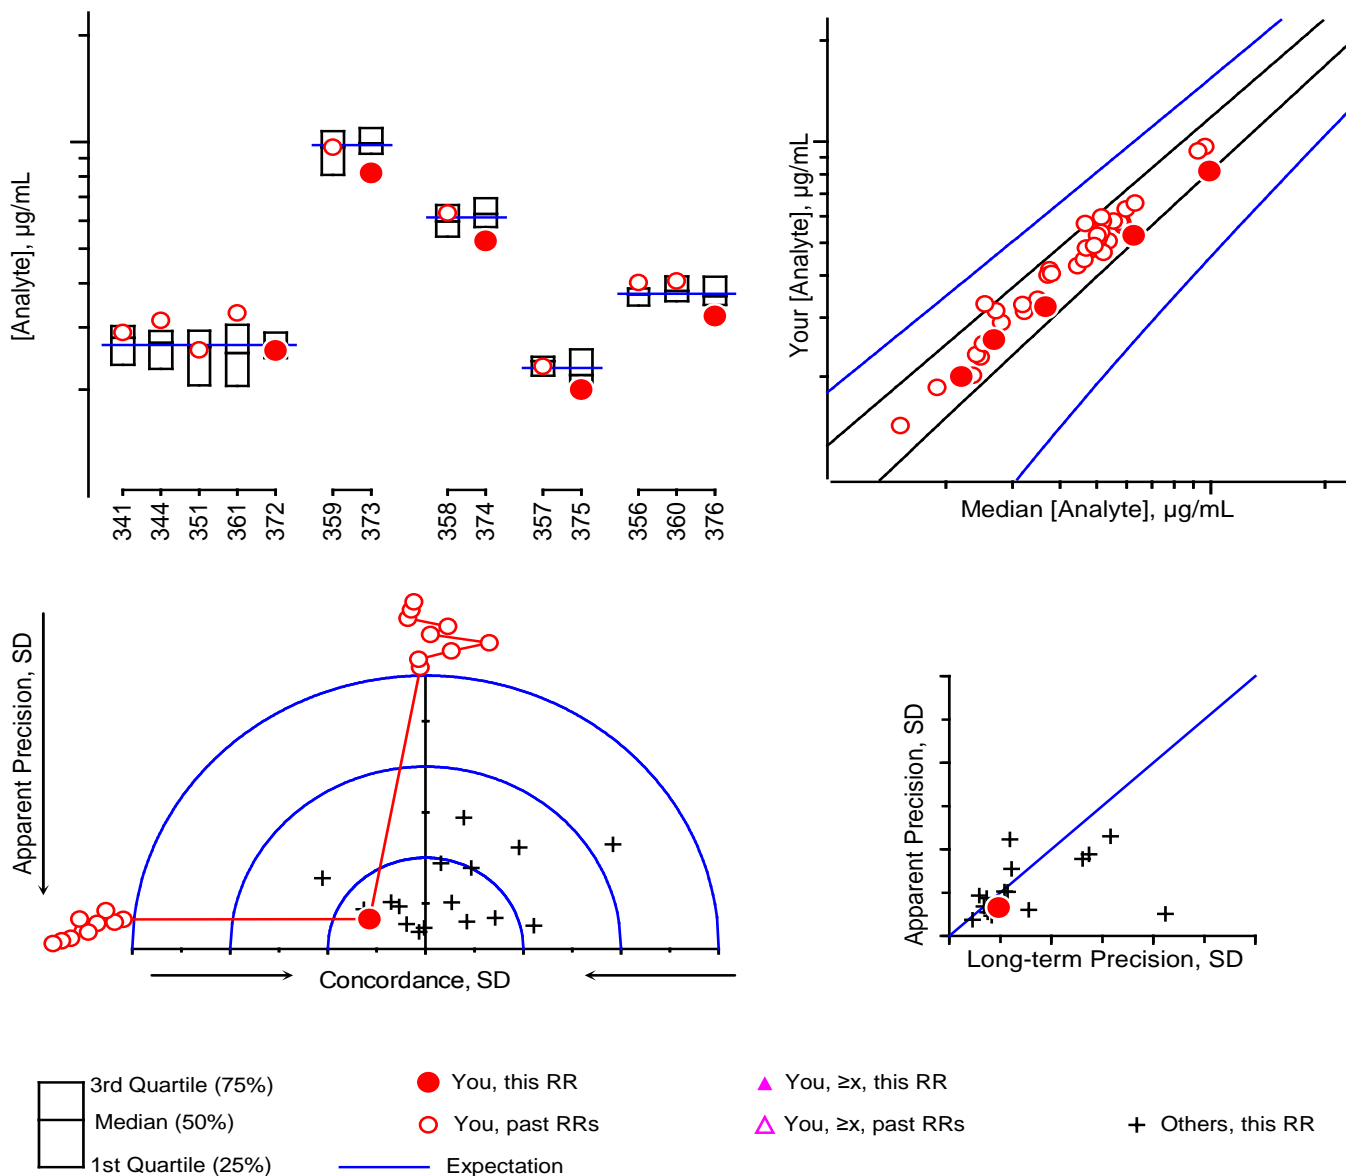 [Analyte], µg/mL
341
344
351
361
372
359
373
358
374
357
375
356
360
376
Your [Analyte], µg/mL
Median [Analyte], µg/mL
Apparent Precision, SD
Concordance, SD
Apparent Precision, SD
Long-term Precision, SD
3rd Quartile (75%)
Median (50%)
1st Quartile (25%)
You, this RR
You, past RRs
Expectation
You, ≥x, this RR
You, ≥x, past RRs
Others, this RR